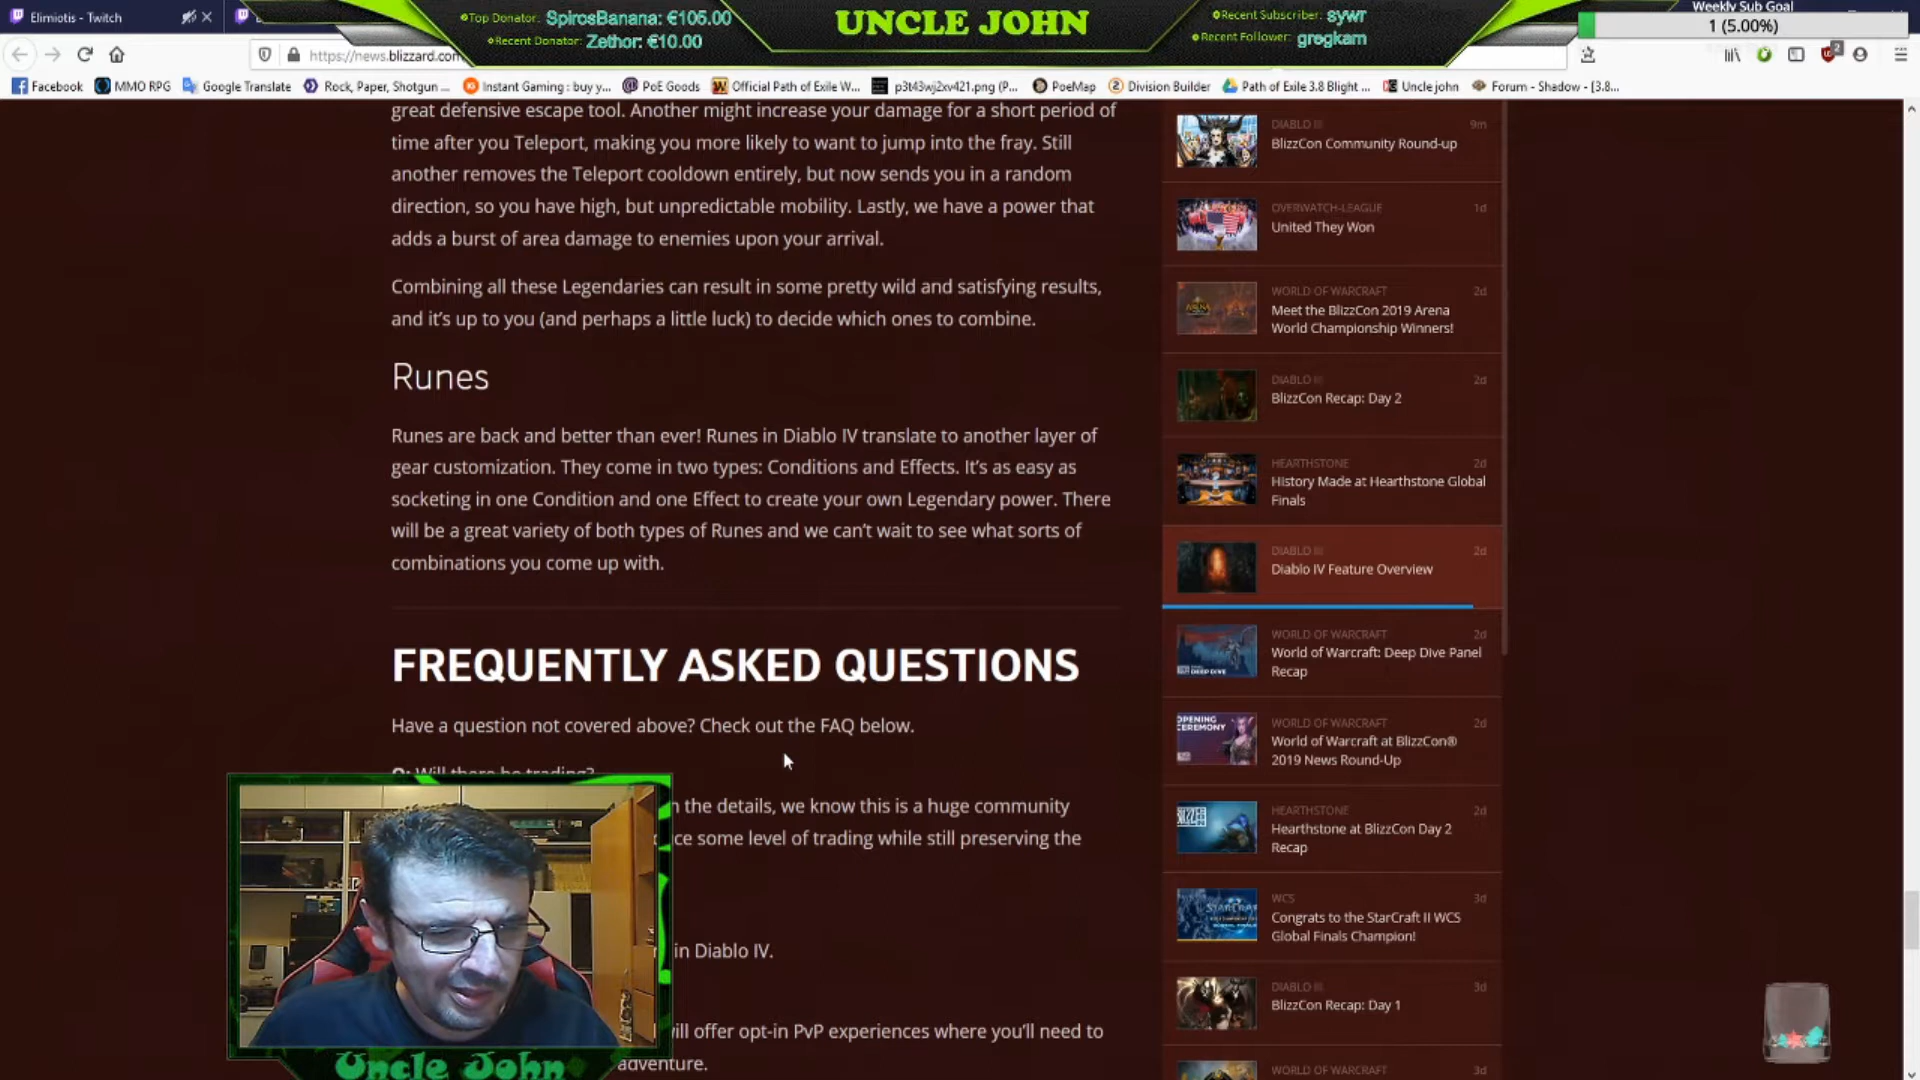 Elimiotis - Twitch
Top Donator: SpirosBanana: €105.00
Recent Donator: Zethor: €10.00
UNCLE JOHN
Recent Subscriber: sywr
Recent Follower: gregkam
Weekly Sub Goal
1 (5.00%)
https://news.blizzard.com
2
Facebook
MMO RPG
Google Translate
Rock, Paper, Shotgun ...
Instant Gaming : buy y...
PoE Goods
Official Path of Exile W...
p3t43wj2xv421.png (P...
PoeMap
Division Builder
Path of Exile 3.8 Blight ...
Uncle john
Forum - Shadow - [3.8...
great defensive escape tool. Another might increase your damage for a short period of
time after you Teleport, making you more likely to want to jump into the fray. Still
another removes the Teleport cooldown entirely, but now sends you in a random
direction, so you have high, but unpredictable mobility. Lastly, we have a power that
adds a burst of area damage to enemies upon your arrival.
Combining all these Legendaries can result in some pretty wild and satisfying results,
and it's up to you (and perhaps a little luck) to decide which ones to combine.
Runes
Runes are back and better than ever! Runes in Diablo IV translate to another layer of
gear customization. They come in two types: Conditions and Effects. It's as easy as
socketing in one Condition and one Effect to create your own Legendary power. There
will be a great variety of both types of Runes and we can't wait to see what sorts of
combinations you come up with.
FREQUENTLY ASKED QUESTIONS
Have a question not covered above? Check out the FAQ below.
Q: Will there be trading?
the details, we know this is a huge community
some level of trading while still preserving the
in Diablo IV.
will offer opt-in PvP experiences where you'll need to
adventure.
Uncle John
DIABLO III 9m
BlizzCon Community Round-up
OVERWATCH-LEAGUE 1d
United They Won
WORLD OF WARCRAFT 2d
Meet the BlizzCon 2019 Arena
World Championship Winners!
DIABLO III 2d
BlizzCon Recap: Day 2
HEARTHSTONE 2d
History Made at Hearthstone Global
Finals
DIABLO III 2d
Diablo IV Feature Overview
WORLD OF WARCRAFT 2d
World of Warcraft: Deep Dive Panel
Recap
DEEP DIVE
WORLD OF WARCRAFT 2d
World of Warcraft at BlizzCon®
2019 News Round-Up
OPENING
CEREMONY
HEARTHSTONE 2d
Hearthstone at BlizzCon Day 2
Recap
WCS 3d
Congrats to the StarCraft II WCS
Global Finals Champion!
DIABLO III 3d
BlizzCon Recap: Day 1
WORLD OF WARCRAFT 3d